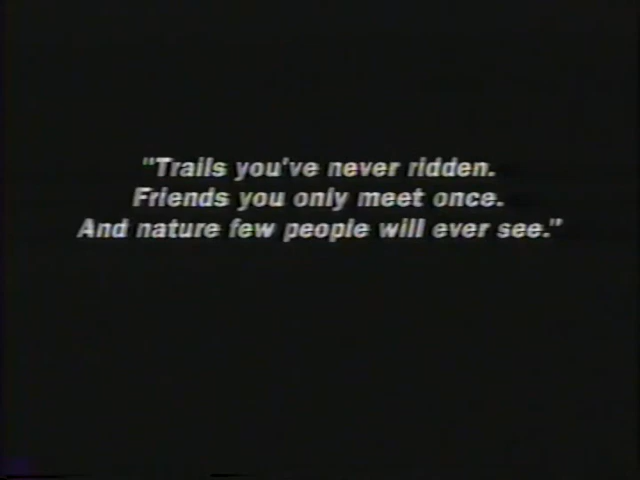 "Trails you've never ridden.
Friends you only meet once.
And nature few people will ever see."